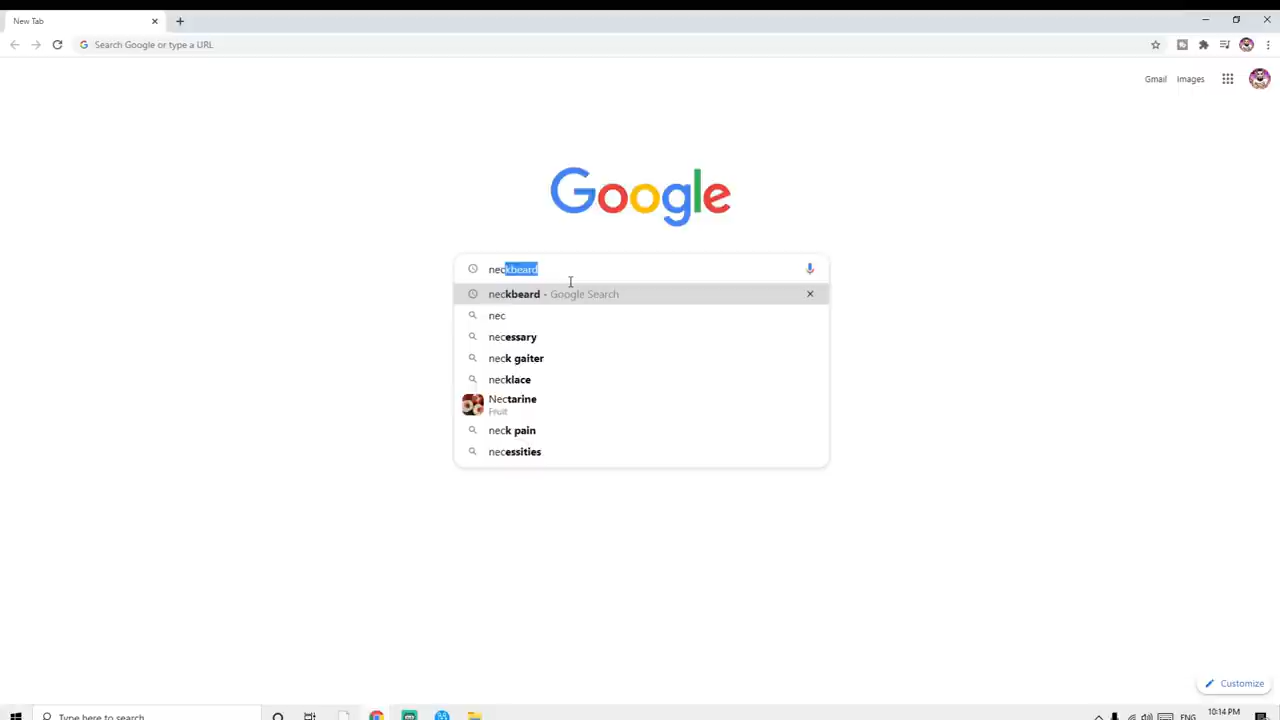 New Tab
Search Google or type a URL
Gmail Images
Google
neckbeard
neckbeard - Google Search
nec
necessary
neck gaiter
necklace
Nectarine
Fruit
neck pain
necessities
Customize
Type here to search
ENG
10:14 PM